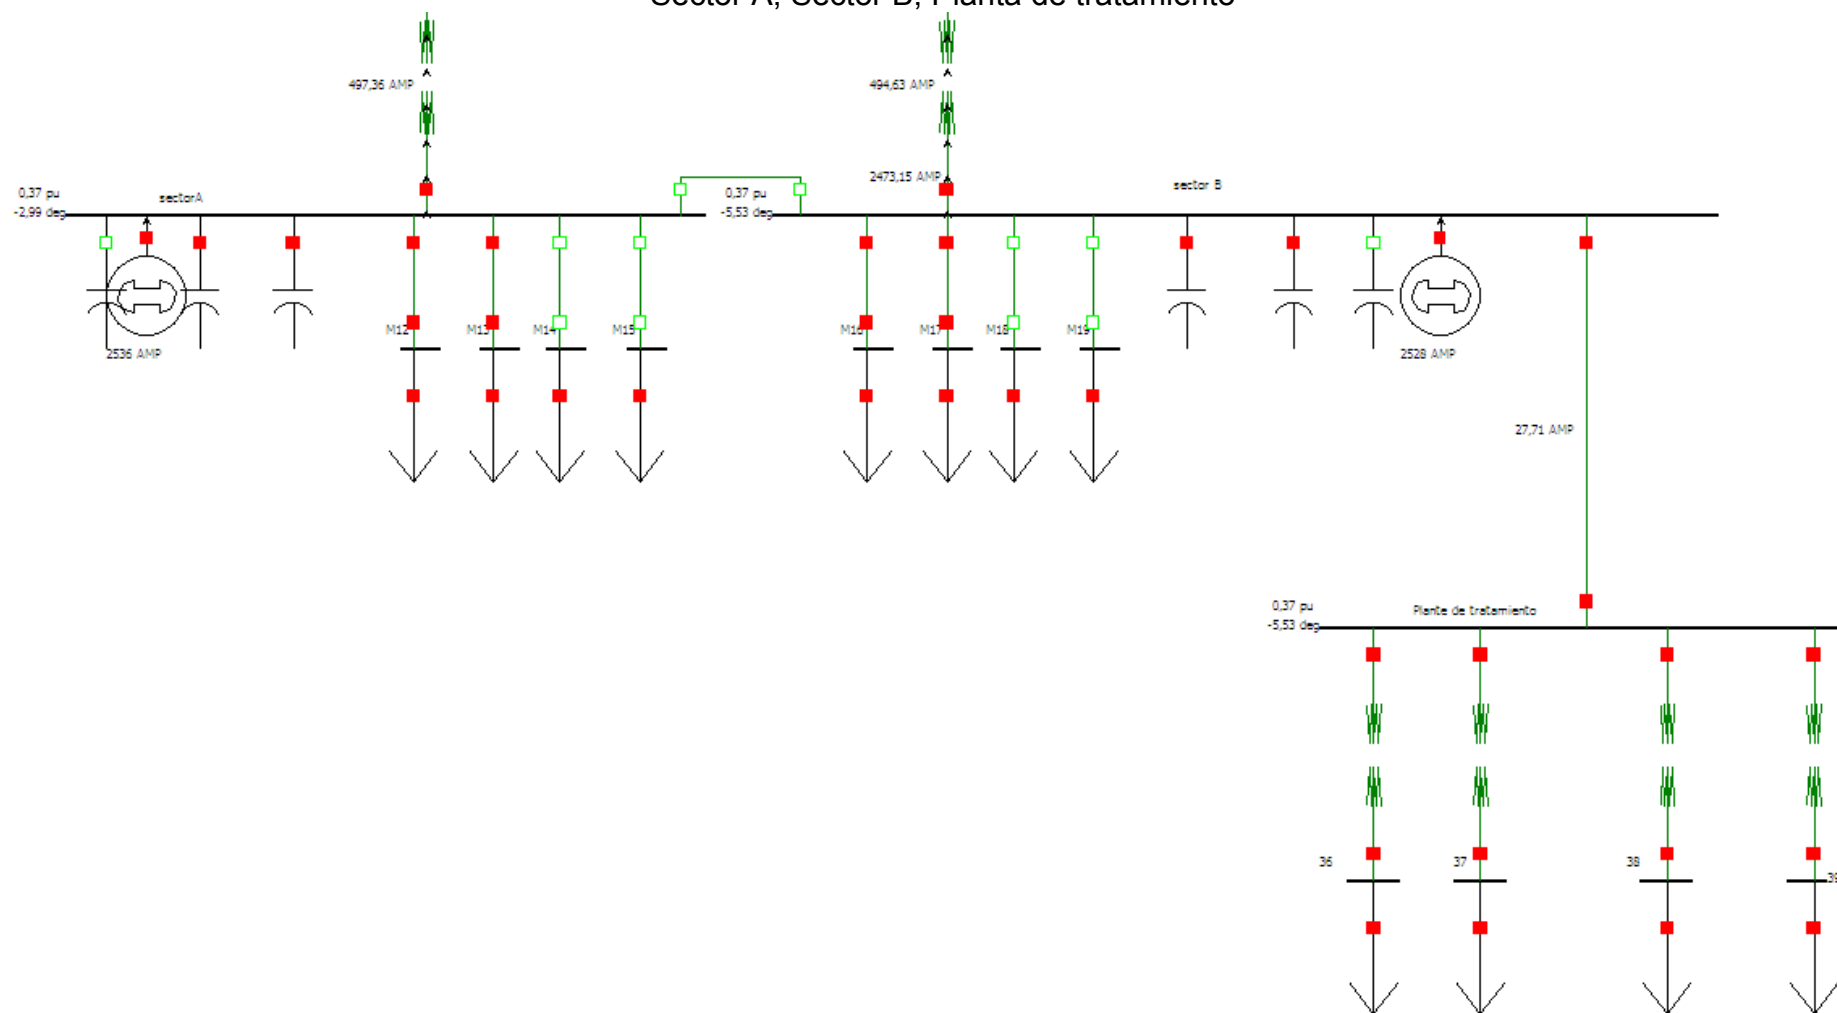 Sector A, Sector B, Planta de tratamiento
497,36 AMP
494,63 AMP
2473,15 AMP
0,37 pu
-2,99 deg
sectorA
0,37 pu
-5,53 deg
sector B
M12
M13
M14
M15
M16
M17
M18
M19
2536 AMP
2528 AMP
27,71 AMP
0,37 pu
-5,53 deg
Plante de tratamiento
36
37
38
39